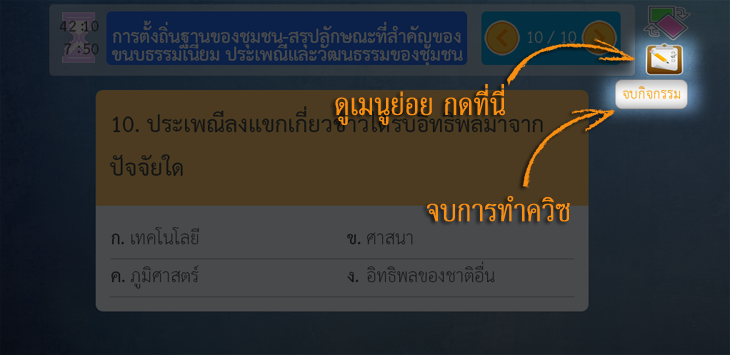 42:10
7:50
การตั้งถิ่นฐานของชุมชน-สรุปลักษณะที่สำคัญของ
ขนบธรรมเนียม ประเพณีและวัฒนธรรมของชุมชน
10 / 10
จบกิจกรรม
ดูเมนูย่อย กดที่นี่
10. ประเพณีลงแขกเกี่ยวข้าวได้รับอิทธิพลมาจาก
ปัจจัยใด
จบการทำควิซ
ก. เทคโนโลยี
ข. ศาสนา
ค. ภูมิศาสตร์
ง. อิทธิพลของชาติอื่น